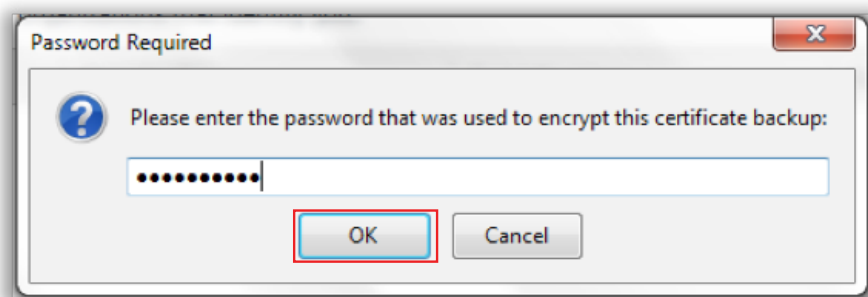 Password Required
Please enter the password that was used to encrypt this certificate backup:
••••••••••
OK
Cancel